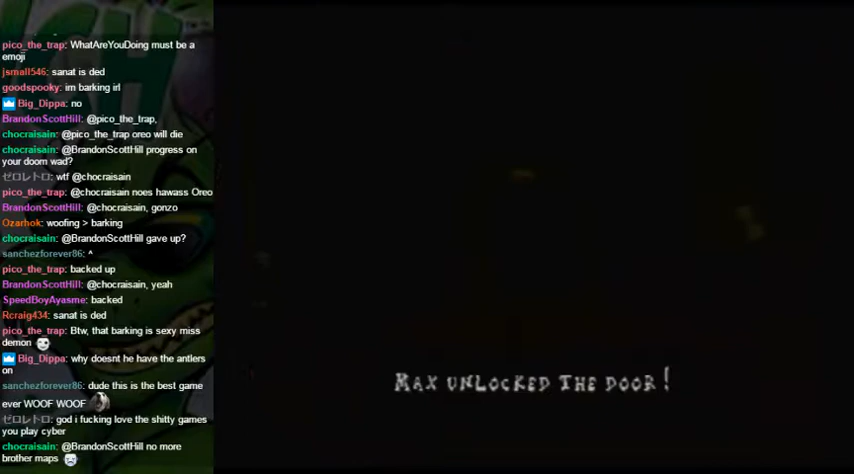 pico_the_trap: WhatAreYouDoing must be a
emoji
jsmall546: sanat is ded
goodspooky: im barking irl
Big_Dippa: no
BrandonScottHill: @pico_the_trap,
chocraisain: @pico_the_trap oreo will die
chocraisain: @BrandonScottHill progress on
your doom wad?
ゼロレトロ: wtf @chocraisain
pico_the_trap: @chocraisain noes hawass Oreo
BrandonScottHill: @chocraisain, gonzo
Ozarhok: woofing > barking
chocraisain: @BrandonScottHill gave up?
sanchezforever86: ^
pico_the_trap: backed up
BrandonScottHill: @chocraisain, yeah
SpeedBoyAyasme: backed
Rcraig434: sanat is ded
pico_the_trap: Btw, that barking is sexy miss
demon
Big_Dippa: why doesnt he have the antlers
on
sanchezforever86: dude this is the best game
ever WOOF WOOF
ゼロレトロ: god i fucking love the shitty games
you play cyber
chocraisain: @BrandonScottHill no more
brother maps
MAX UNLOCKED THE DOOR!